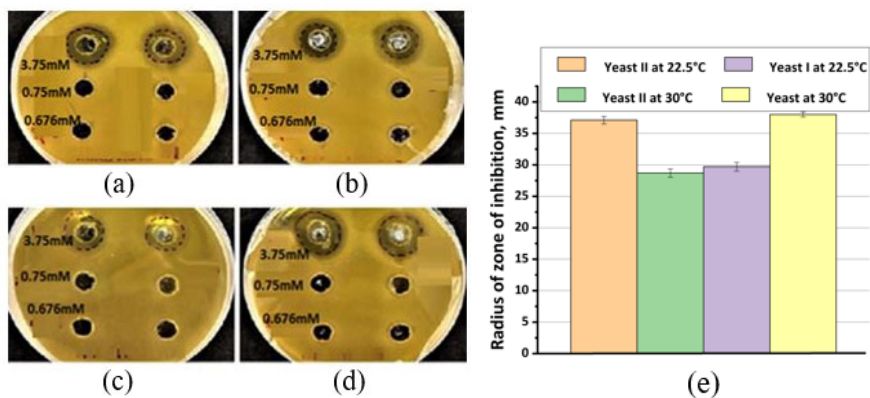 3.75mM
0.75mM
0.676mM
(a)
3.75mM
0.75mM
0.676mM
(b)
3.75mM
0.75mM
0.676mM
(c)
3.75mM
0.75mM
0.676mM
(d)
Yeast II at 22.5°C Yeast I at 22.5°C
Yeast II at 30°C Yeast at 30°C
Radius of zone of inhibition, mm
40
35
30
25
20
15
10
5
0
(e)